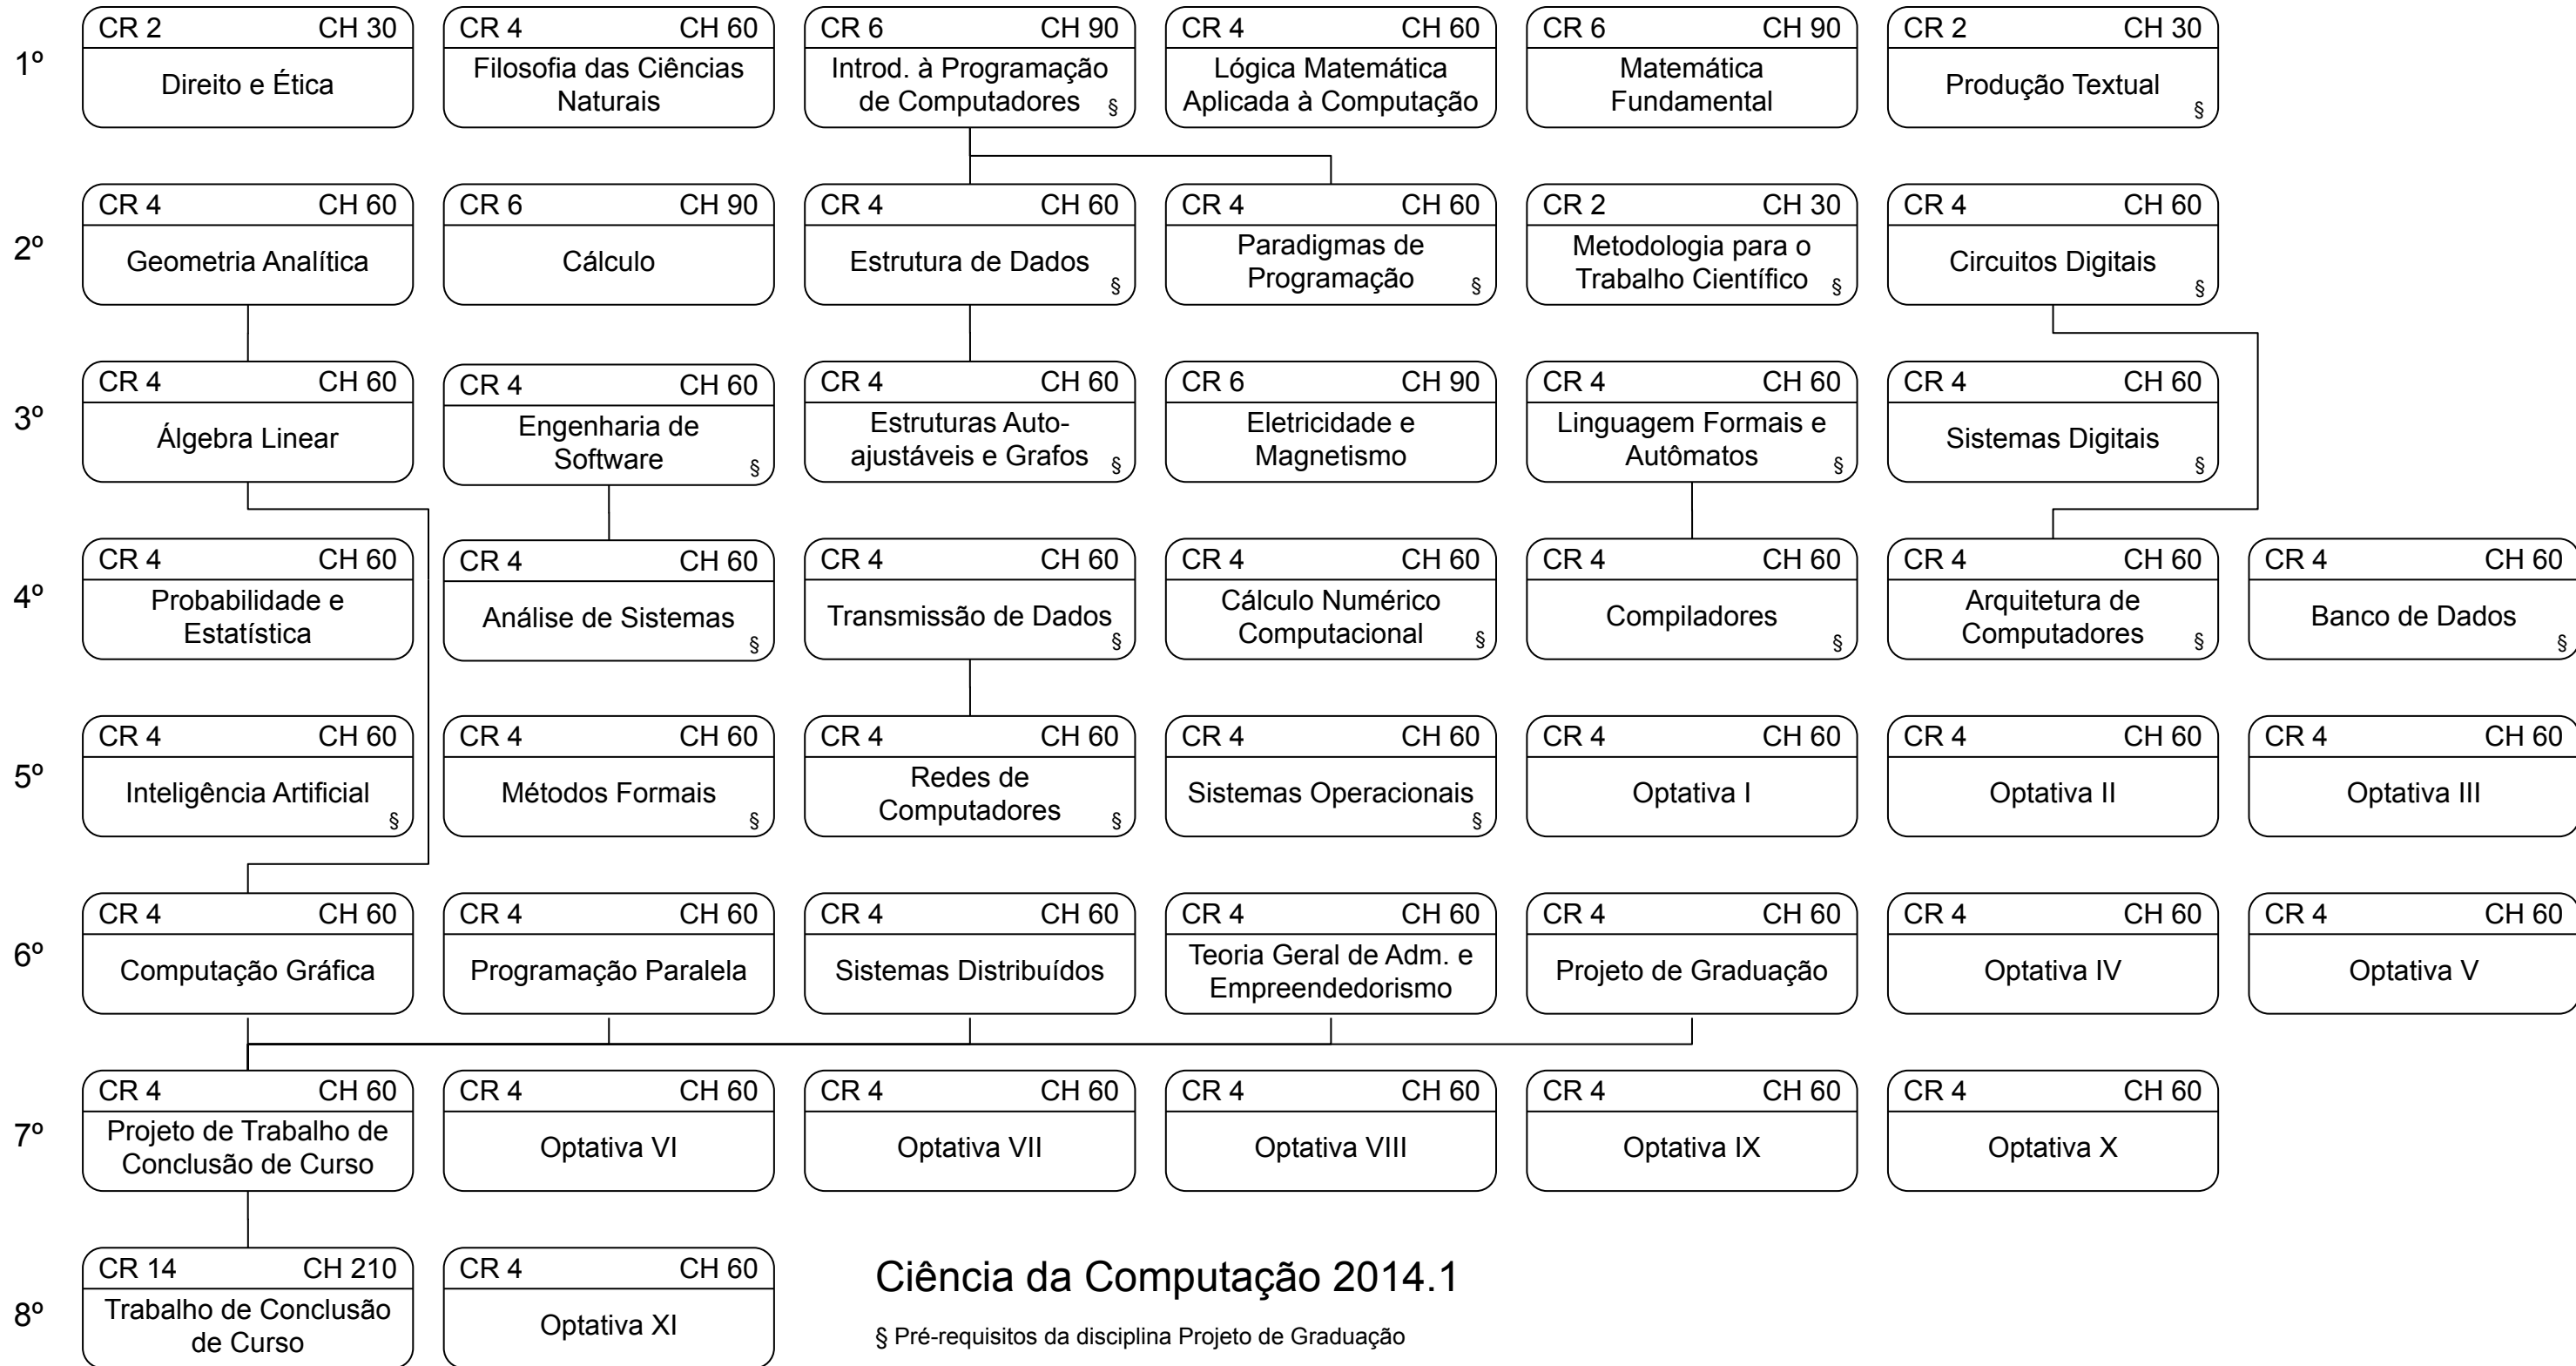 1º
CR 2 CH 30
Direito e Ética
CR 4 CH 60
Filosofia das Ciências
Naturais
CR 6 CH 90
Introd. à Programação
de Computadores §
CR 4 CH 60
Lógica Matemática
Aplicada à Computação
CR 6 CH 90
Matemática
Fundamental
CR 2 CH 30
Produção Textual
§
2º
CR 4 CH 60
Geometria Analítica
CR 6 CH 90
Cálculo
CR 4 CH 60
Estrutura de Dados
§
CR 4 CH 60
Paradigmas de
Programação §
CR 2 CH 30
Metodologia para o
Trabalho Científico §
CR 4 CH 60
Circuitos Digitais
§
3º
CR 4 CH 60
Álgebra Linear
CR 4 CH 60
Engenharia de
Software §
CR 4 CH 60
Estruturas Auto-
ajustáveis e Grafos §
CR 6 CH 90
Eletricidade e
Magnetismo
CR 4 CH 60
Linguagem Formais e
Autômatos §
CR 4 CH 60
Sistemas Digitais
§
4º
CR 4 CH 60
Probabilidade e
Estatística
CR 4 CH 60
Análise de Sistemas
§
CR 4 CH 60
Transmissão de Dados
§
CR 4 CH 60
Cálculo Numérico
Computacional §
CR 4 CH 60
Compiladores
§
CR 4 CH 60
Arquitetura de
Computadores §
CR 4 CH 60
Banco de Dados
§
5º
CR 4 CH 60
Inteligência Artificial
§
CR 4 CH 60
Métodos Formais
§
CR 4 CH 60
Redes de
Computadores §
CR 4 CH 60
Sistemas Operacionais
§
CR 4 CH 60
Optativa I
CR 4 CH 60
Optativa II
CR 4 CH 60
Optativa III
6º
CR 4 CH 60
Computação Gráfica
CR 4 CH 60
Programação Paralela
CR 4 CH 60
Sistemas Distribuídos
CR 4 CH 60
Teoria Geral de Adm. e
Empreendedorismo
CR 4 CH 60
Projeto de Graduação
CR 4 CH 60
Optativa IV
CR 4 CH 60
Optativa V
7º
CR 4 CH 60
Projeto de Trabalho de
Conclusão de Curso
CR 4 CH 60
Optativa VI
CR 4 CH 60
Optativa VII
CR 4 CH 60
Optativa VIII
CR 4 CH 60
Optativa IX
CR 4 CH 60
Optativa X
8º
CR 14 CH 210
Trabalho de Conclusão
de Curso
CR 4 CH 60
Optativa XI
Ciência da Computação 2014.1
§ Pré-requisitos da disciplina Projeto de Graduação